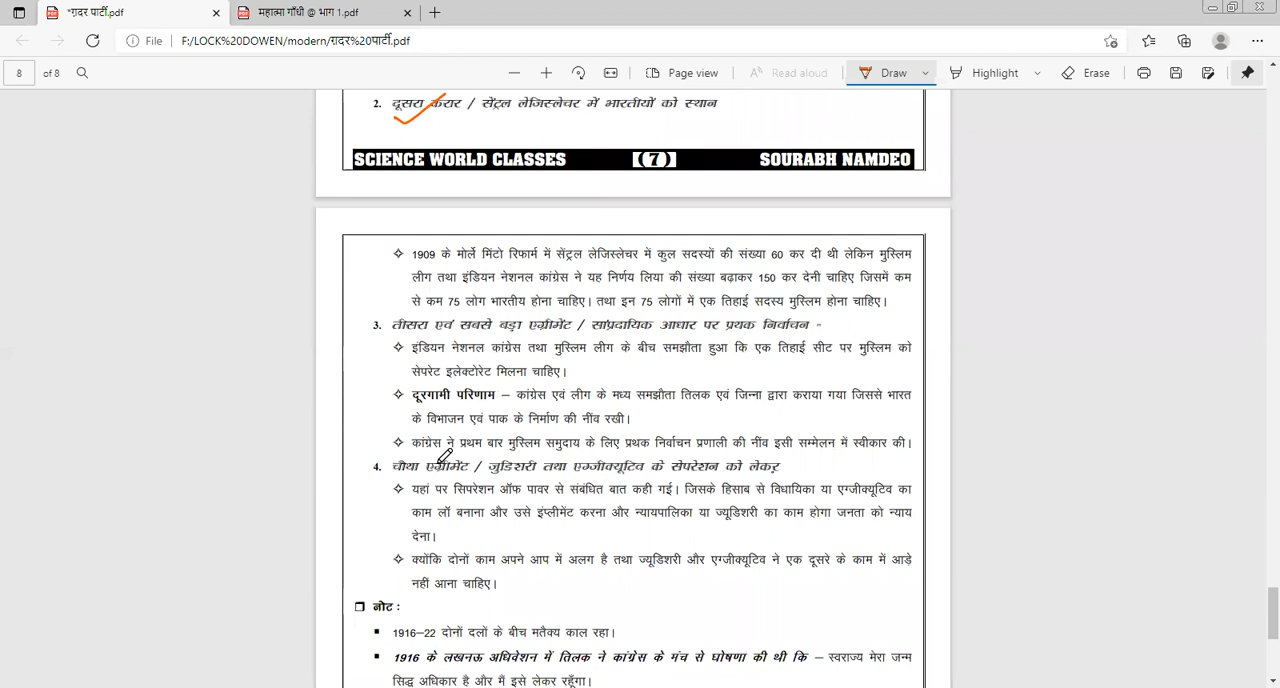 *ग़दर पार्टी.pdf
महात्मा गाँधी @ भाग 1.pdf
File F:/LOCK%20DOWEN/modern/ग़दर%20पार्टी.pdf
8 of 8 Page view Read aloud Draw Highlight Erase
2. दूसरा करार / सेंट्रल लेजिस्लेचर में भारतीयों को स्थान
SCIENCE WORLD CLASSES (7) SOURABH NAMDEO
1909 के मोर्ले मिंटो रिफार्म में सेंट्रल लेजिस्लेचर में कुल सदस्यों की संख्या 60 कर दी थी लेकिन मुस्लिम
लीग तथा इंडियन नेशनल कांग्रेस ने यह निर्णय लिया की संख्या बढ़ाकर 150 कर देनी चाहिए जिसमें कम
से कम 75 लोग भारतीय होना चाहिए। तथा इन 75 लोगों में एक तिहाई सदस्य मुस्लिम होना चाहिए।
3. तीसरा एवं सबसे बड़ा एग्रीमेंट / सांप्रदायिक आधार पर प्रथक निर्वाचन -
इंडियन नेशनल कांग्रेस तथा मुस्लिम लीग के बीच समझौता हुआ कि एक तिहाई सीट पर मुस्लिम को
सेपरेट इलेक्टोरेट मिलना चाहिए।
दूरगामी परिणाम – कांग्रेस एवं लीग के मध्य समझौता तिलक एवं जिन्ना द्वारा कराया गया जिससे भारत
के विभाजन एवं पाक के निर्माण की नींव रखी।
कांग्रेस ने प्रथम बार मुस्लिम समुदाय के लिए प्रथक निर्वाचन प्रणाली की नींव इसी सम्मेलन में स्वीकार की।
4. चौथा एग्रीमेंट / जुडिशरी तथा एग्जीक्यूटिव के सेपरेशन को लेकर
यहां पर सिपरेशन ऑफ पावर से संबंधित बात कही गई। जिसके हिसाब से विधायिका या एग्जीक्यूटिव का
काम लॉ बनाना और उसे इंप्लीमेंट करना और न्यायपालिका या ज्यूडिशरी का काम होगा जनता को न्याय
देना।
क्योंकि दोनों काम अपने आप में अलग है तथा ज्यूडिशरी और एग्जीक्यूटिव ने एक दूसरे के काम में आड़े
नहीं आना चाहिए।
नोट :
1916–22 दोनों दलों के बीच मतैक्य काल रहा।
1916 के लखनऊ अधिवेशन में तिलक ने कांग्रेस के मंच से घोषणा की थी कि – स्वराज्य मेरा जन्म
सिद्ध अधिकार है और मैं इसे लेकर रहूँगा।